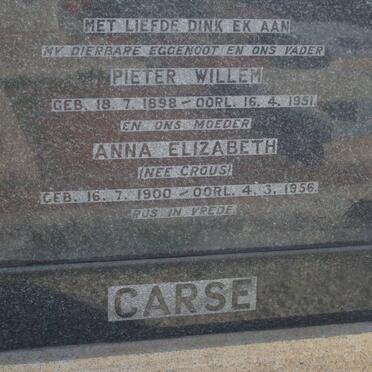 MET LIEFDE DINK EK AAN
MY DIERBARE EGGENOOT EN ONS VADER
PIETER WILLEM
GEB. 18. 7. 1898 – OORL. 16. 4. 1951.
EN ONS MOEDER
ANNA ELIZABETH
(NEE CROUS)
GEB. 16. 7. 1900 – OORL. 4. 3. 1956.
RUS IN VREDE
CARSE